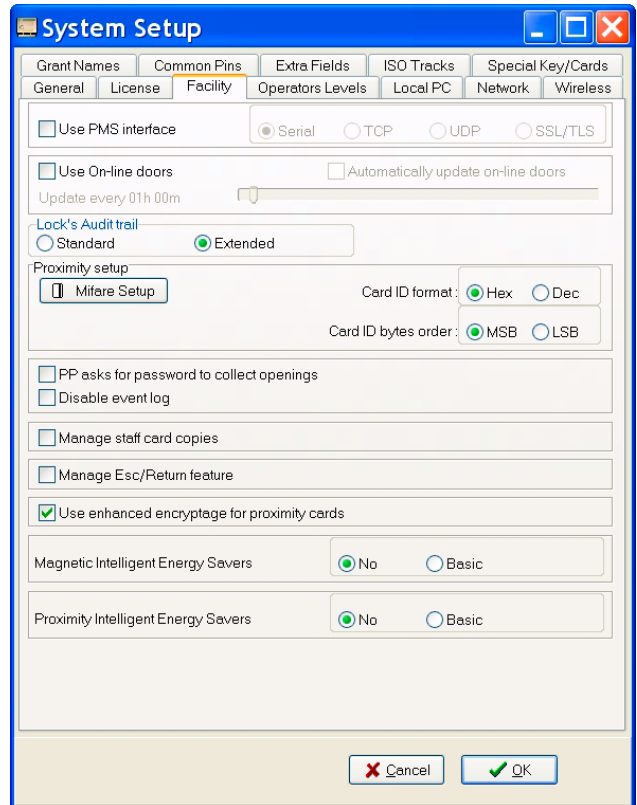 System Setup
Grant Names Common Pins Extra Fields ISO Tracks Special Key/Cards
General License Facility Operators Levels Local PC Network Wireless
Use PMS interface Serial TCP UDP SSL/TLS
Use On-line doors Automatically update on-line doors
Update every 01h 00m
Lock's Audit trail
Standard Extended
Proximity setup
Mifare Setup Card ID format : Hex Dec
Card ID bytes order : MSB LSB
PP asks for password to collect openings
Disable event log
Manage staff card copies
Manage Esc/Return feature
Use enhanced encryptage for proximity cards
Magnetic Intelligent Energy Savers No Basic
Proximity Intelligent Energy Savers No Basic
Cancel OK